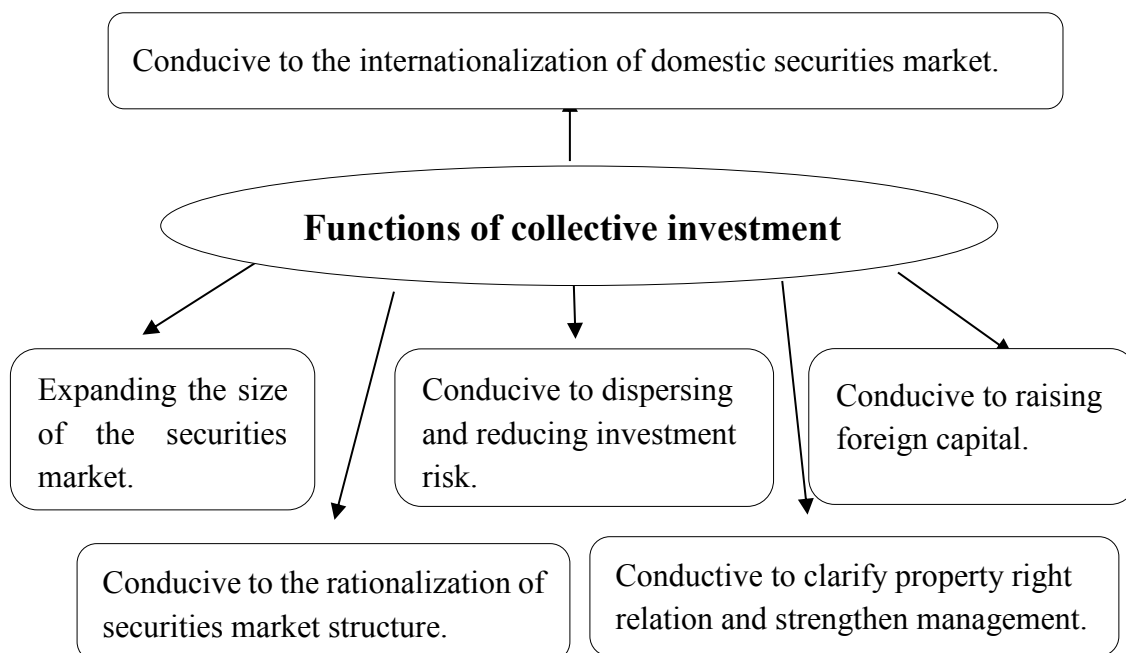 Conducive to the internationalization of domestic securities market.
Functions of collective investment
Expanding the size
of the securities
market.
Conducive to dispersing
and reducing investment
risk.
Conducive to raising
foreign capital.
Conducive to the rationalization of
securities market structure.
Conductive to clarify property right
relation and strengthen management.